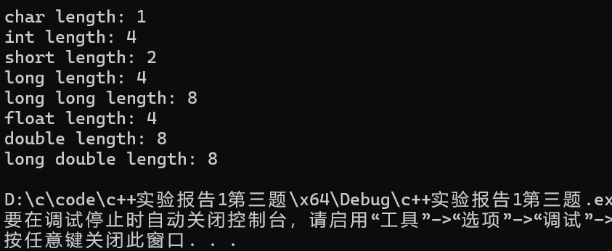 char length: 1
int length: 4
short length: 2
long length: 4
long long length: 8
float length: 4
double length: 8
long double length: 8
D:\c\code\c++实验报告1第三题\x64\Debug\c++实验报告1第三题.ex
要在调试停止时自动关闭控制台，请启用“工具”->“选项”->“调试”->
按任意键关闭此窗口. . .